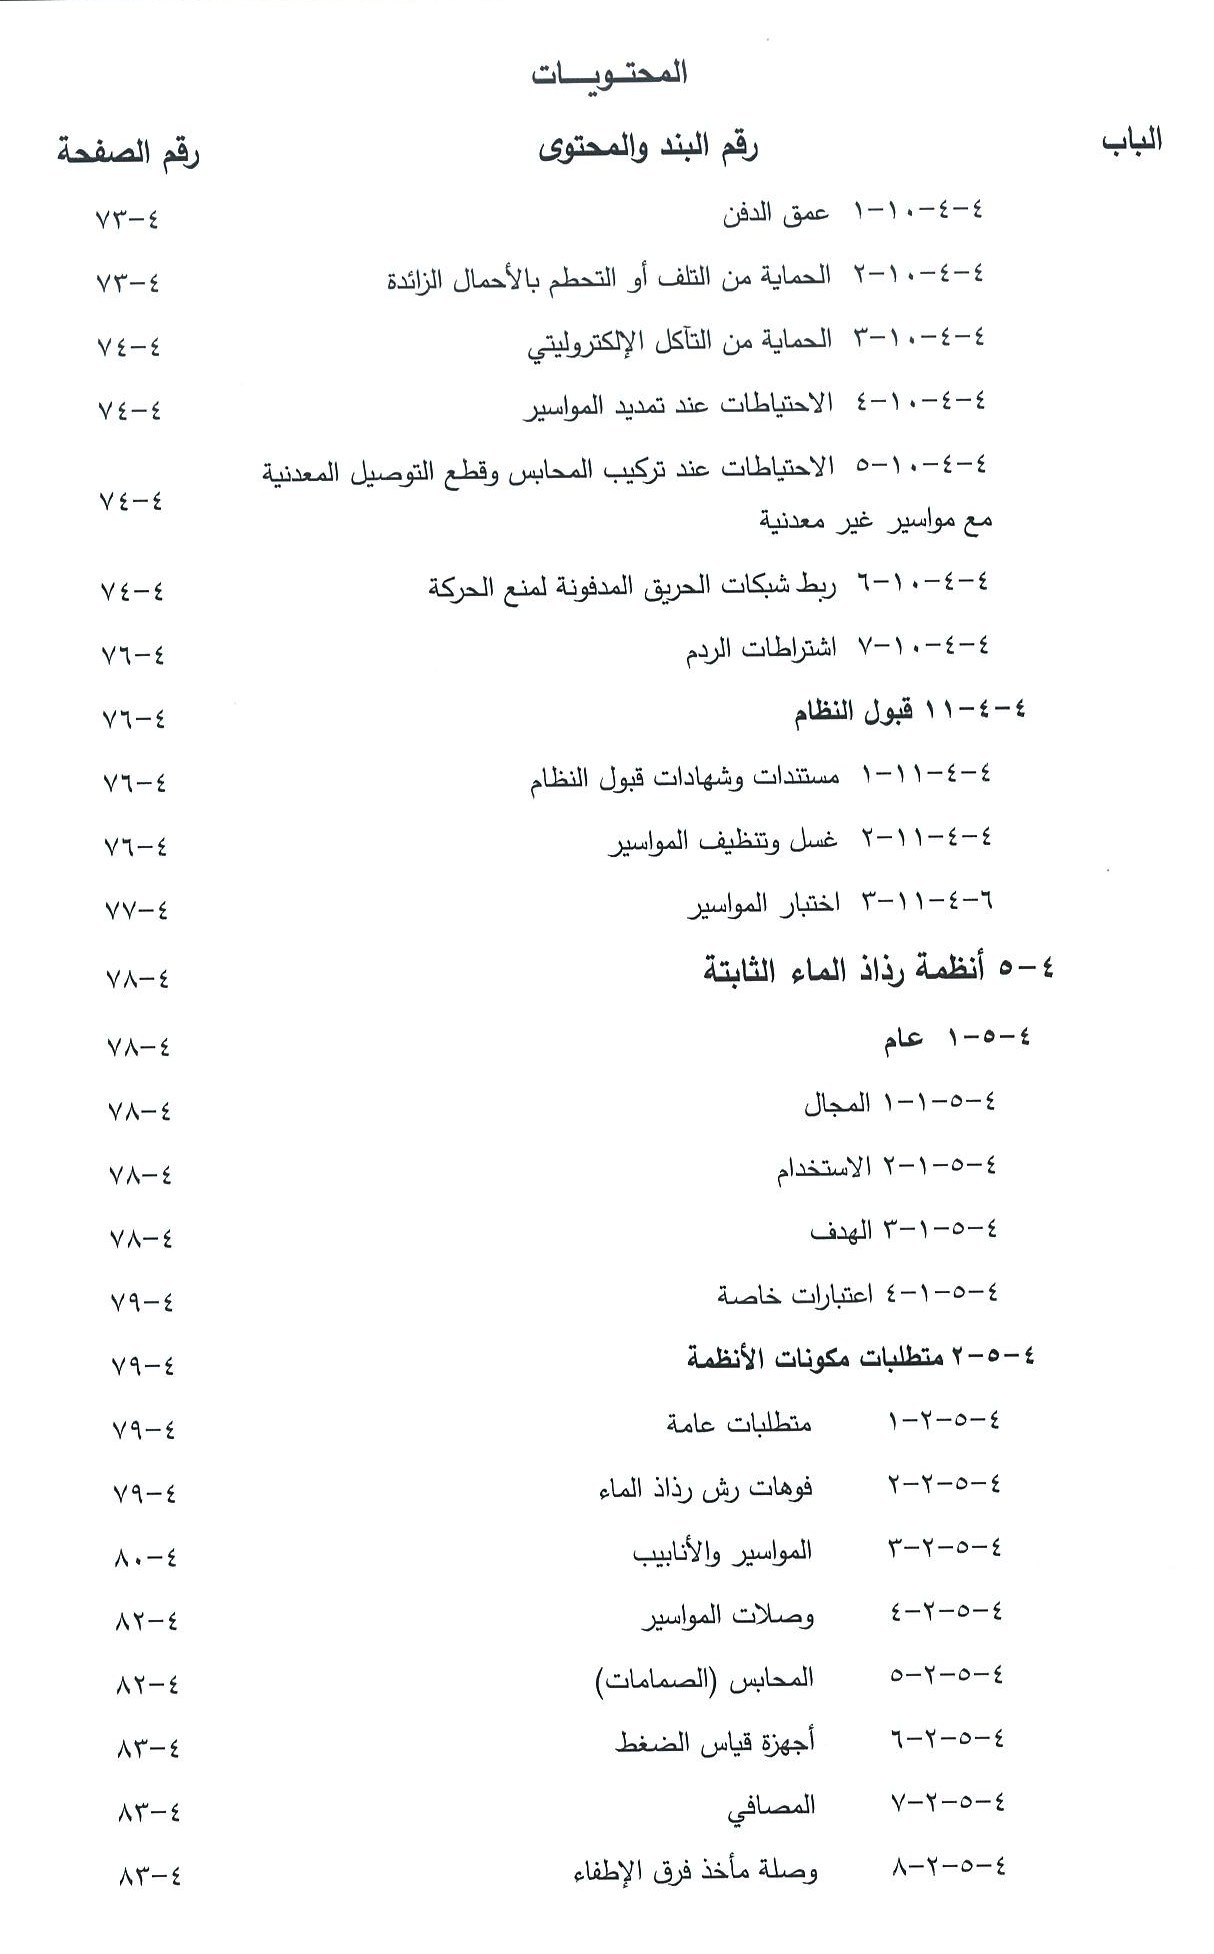 المحتويات
الباب رقم البند والمحتوى رقم الصفحة
٤-٤-١٠-١ عمق الدفن ٤-٧٣
٤-٤-١٠-٢ الحماية من التلف أو التحطم بالأحمال الزائدة ٤-٧٣
٤-٤-١٠-٣ الحماية من التآكل الإلكتروليتي ٤-٧٤
٤-٤-١٠-٤ الاحتياطات عند تمديد المواسير ٤-٧٤
٤-٤-١٠-٥ الاحتياطات عند تركيب المحابس وقطع التوصيل المعدنية
مع مواسير غير معدنية ٤-٧٤
٤-٤-١٠-٦ ربط شبكات الحريق المدفونة لمنع الحركة ٤-٧٤
٤-٤-١٠-٧ اشتراطات الردم ٤-٧٦
٤-٤-١١ قبول النظام ٤-٧٦
٤-٤-١١-١ مستندات وشهادات قبول النظام ٤-٧٦
٤-٤-١١-٢ غسل وتنظيف المواسير ٤-٧٦
٦-٤-١١-٣ اختبار المواسير ٤-٧٧
٤-٥ أنظمة رذاذ الماء الثابتة ٤-٧٨
٤-٥-١ عام ٤-٧٨
٤-٥-١-١ المجال ٤-٧٨
٤-٥-١-٢ الاستخدام ٤-٧٨
٤-٥-١-٣ الهدف ٤-٧٨
٤-٥-١-٤ اعتبارات خاصة ٤-٧٩
٤-٥-٢ متطلبات مكونات الأنظمة ٤-٧٩
٤-٥-٢-١ متطلبات عامة ٤-٧٩
٤-٥-٢-٢ فوهات رش رذاذ الماء ٤-٧٩
٤-٥-٢-٣ المواسير والأنابيب ٤-٨٠
٤-٥-٢-٤ وصلات المواسير ٤-٨٢
٤-٥-٢-٥ المحابس (الصمامات) ٤-٨٢
٤-٥-٢-٦ أجهزة قياس الضغط ٤-٨٣
٤-٥-٢-٧ المصافي ٤-٨٣
٤-٥-٢-٨ وصلة مأخذ فرق الإطفاء ٤-٨٣